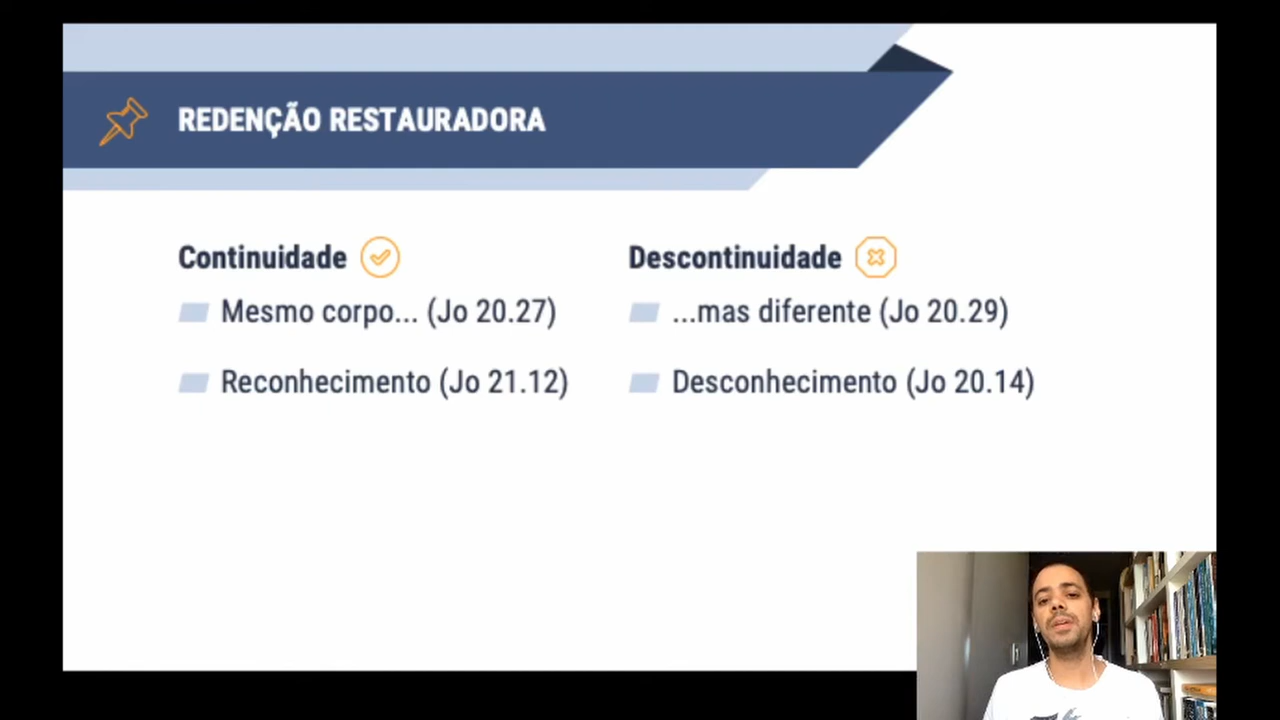 REDENÇÃO RESTAURADORA
Continuidade
Mesmo corpo... (Jo 20.27)
Reconhecimento (Jo 21.12)
Descontinuidade
...mas diferente (Jo 20.29)
Desconhecimento (Jo 20.14)